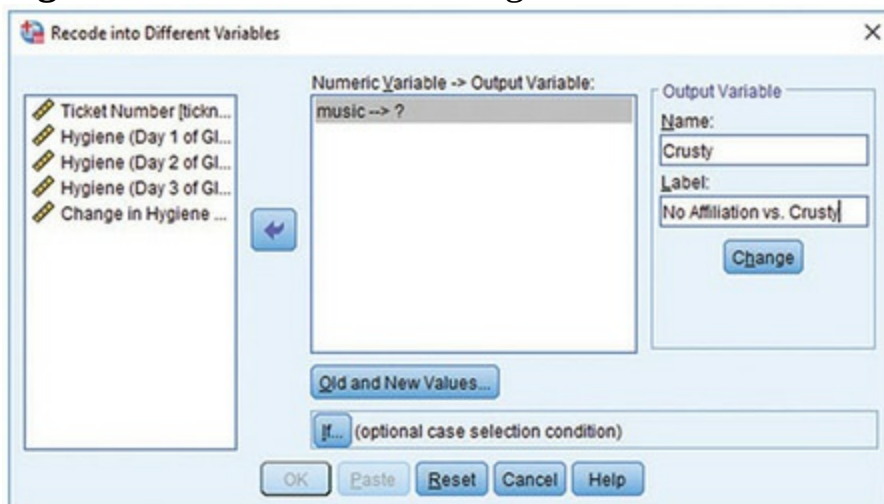 Recode into Different Variables
Ticket Number [tickn...
Hygiene (Day 1 of Gl...
Hygiene (Day 2 of Gl...
Hygiene (Day 3 of Gl...
Change in Hygiene ...
Numeric Variable -> Output Variable:
music --> ?
Output Variable
Name:
Crusty
Label:
No Affiliation vs. Crusty
Change
Old and New Values...
If... (optional case selection condition)
OK Paste Reset Cancel Help